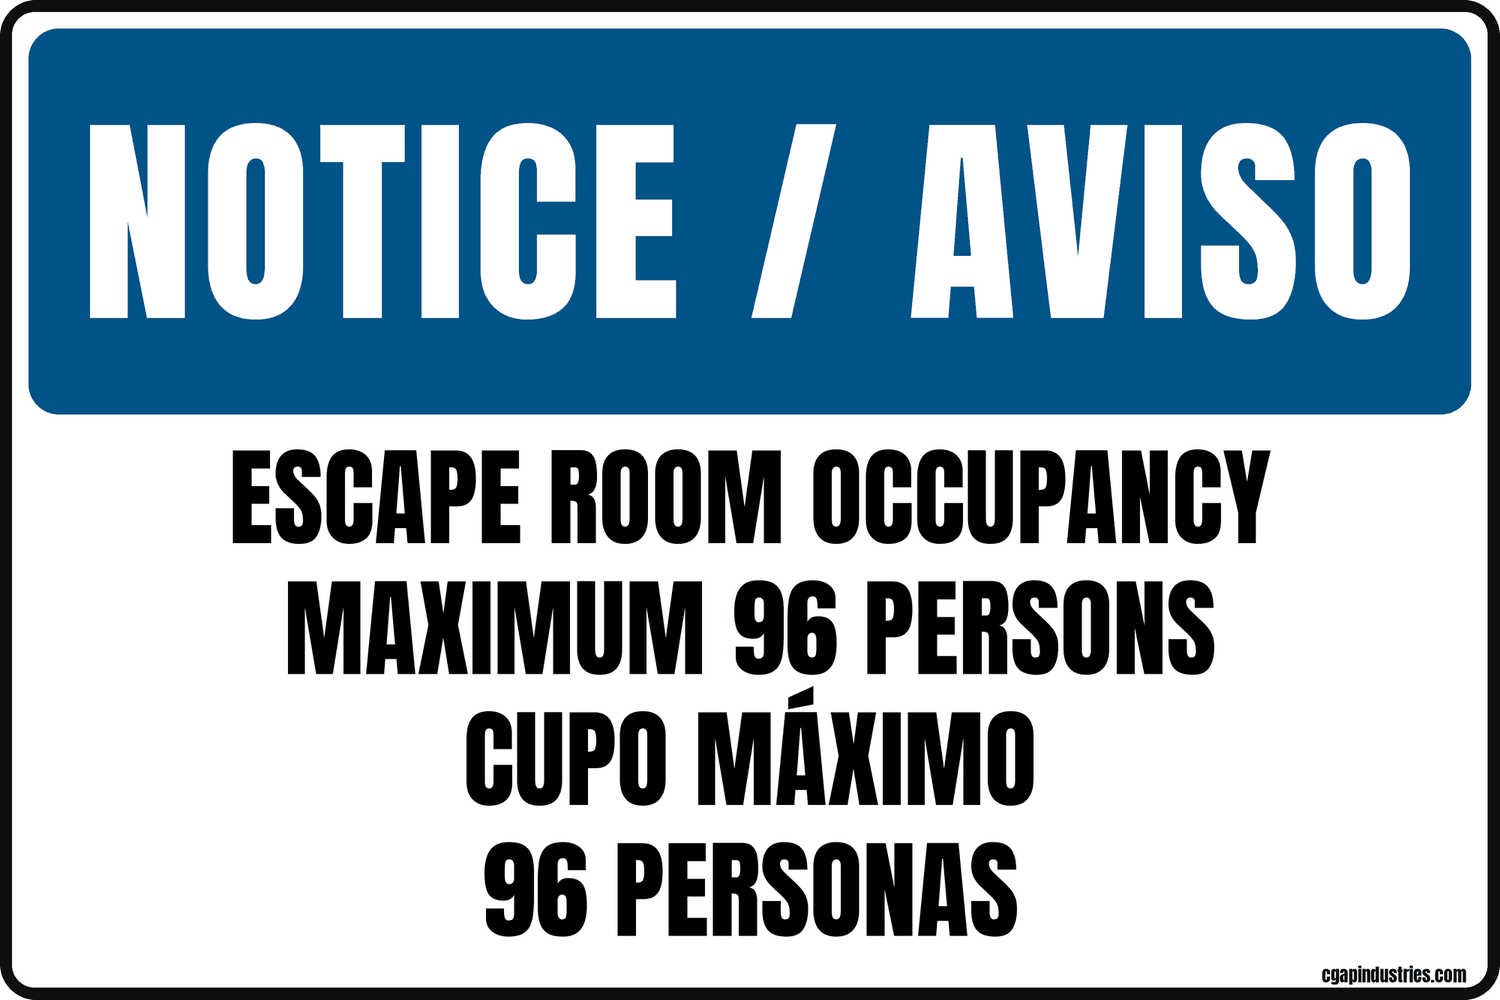 NOTICE / AVISO
ESCAPE ROOM OCCUPANCY
MAXIMUM 96 PERSONS
CUPO MÁXIMO
96 PERSONAS
cgapindustries.com